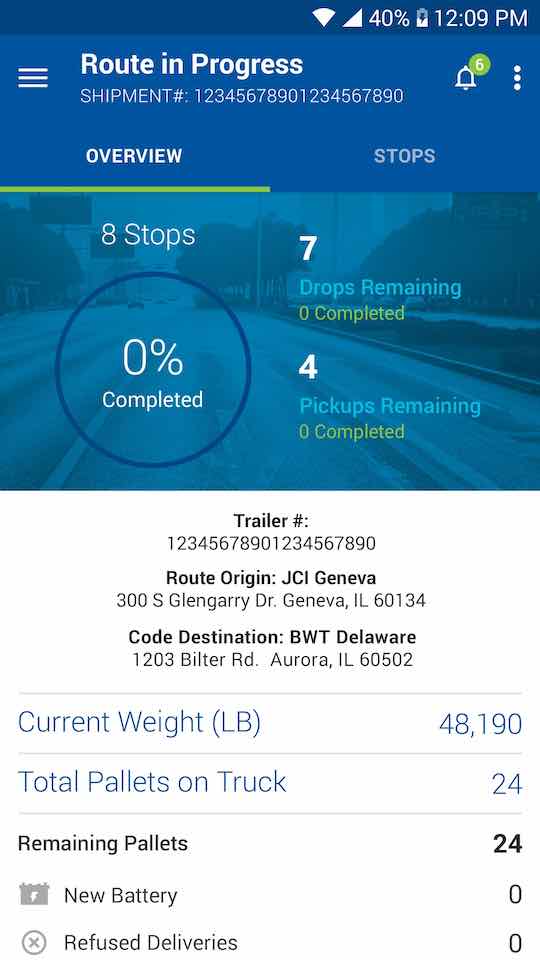 40% 12:09 PM
Route in Progress
6
SHIPMENT#: 12345678901234567890
OVERVIEW
STOPS
8 Stops
0%
Completed
7
Drops Remaining
0 Completed
4
Pickups Remaining
0 Completed
Trailer #:
12345678901234567890
Route Origin: JCI Geneva
300 S Glengarry Dr. Geneva, IL 60134
Code Destination: BWT Delaware
1203 Bilter Rd.  Aurora, IL 60502
Current Weight (LB) 48,190
Total Pallets on Truck 24
Remaining Pallets 24
New Battery 0
Refused Deliveries 0